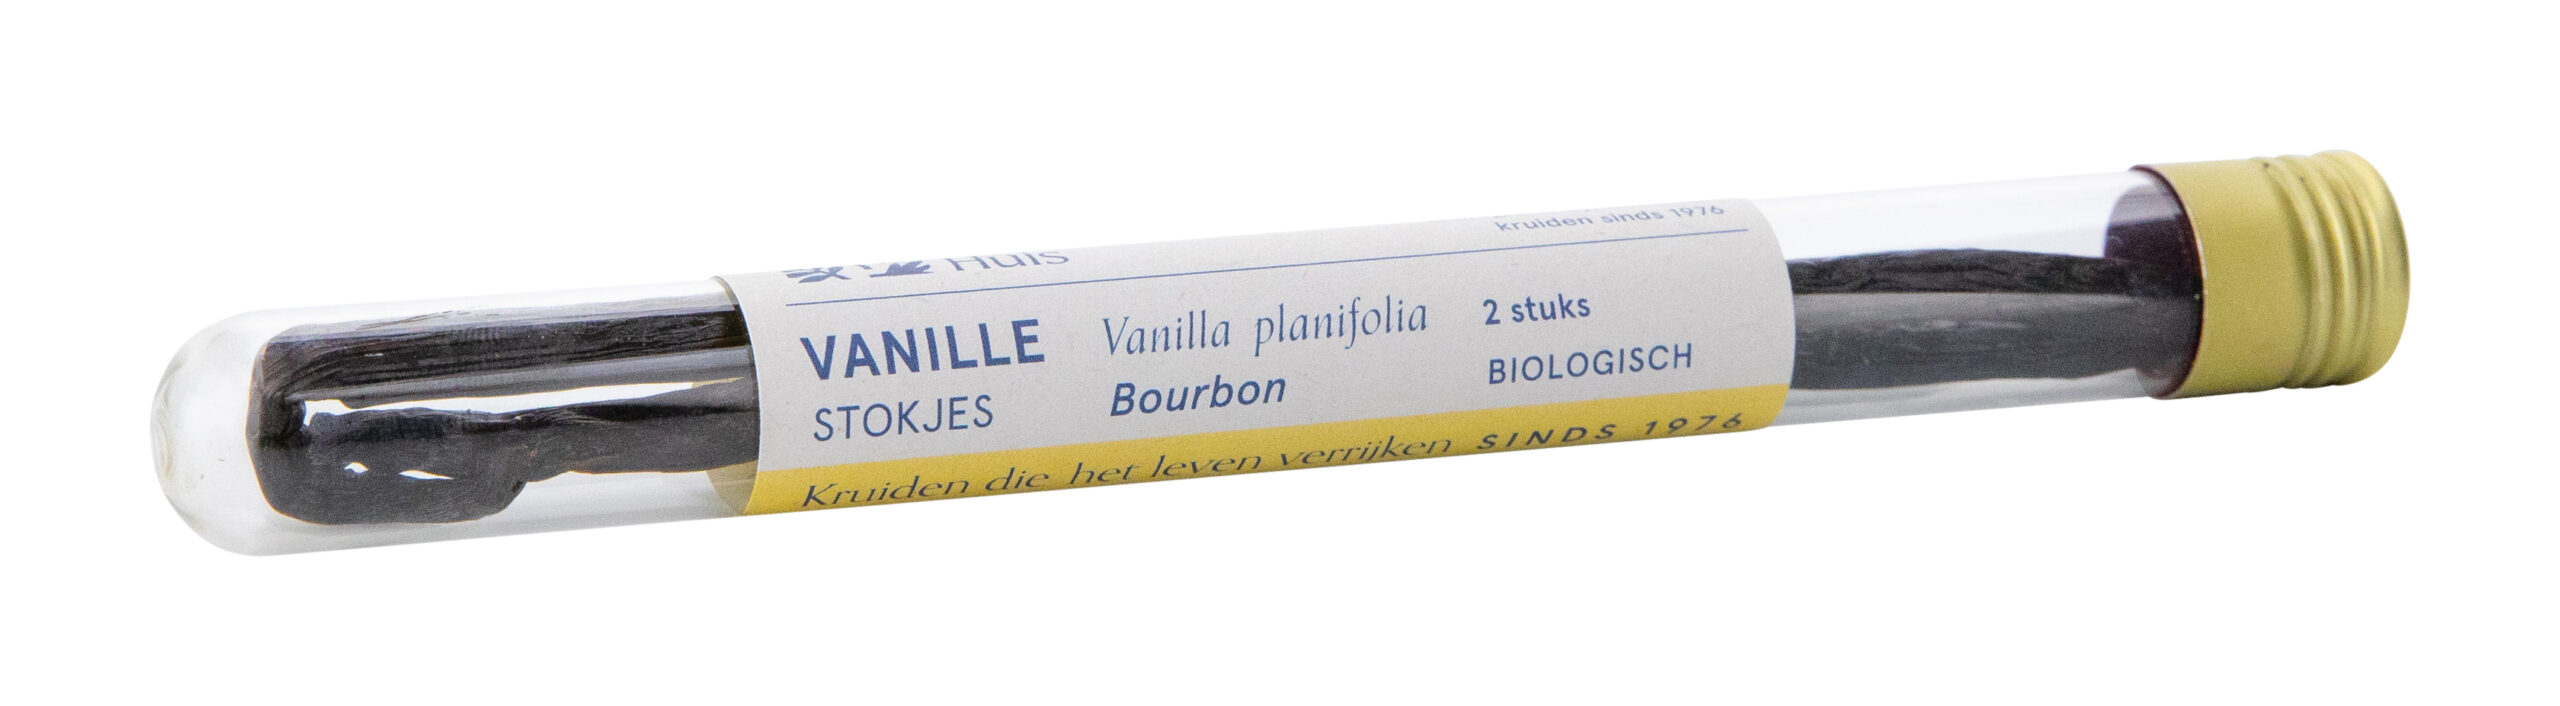 Huis
kruiden sinds 1976
VANILLE
STOKJES
Vanilla planifolia
Bourbon
2 stuks
BIOLOGISCH
Kruiden die het leven verrijken SINDS 1976